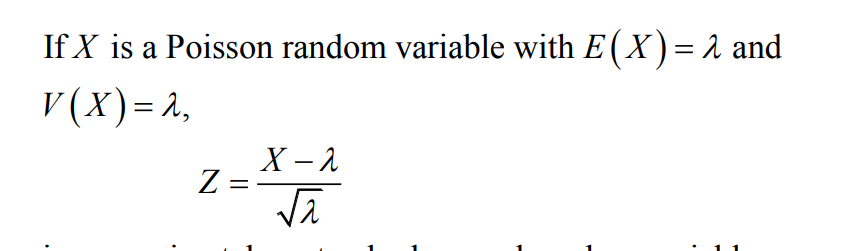 If X is a Poisson random variable with E(X) = λ and
V(X) = λ,
Z = (X − λ) / √λ